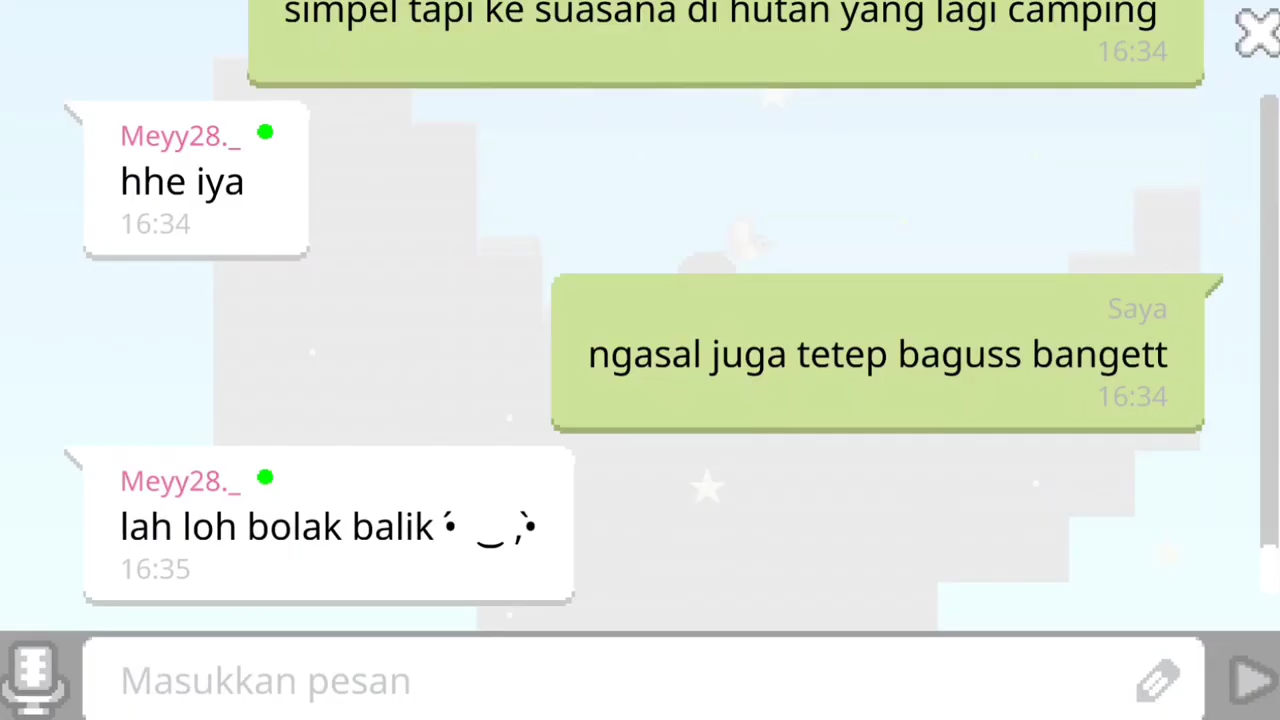 simpel tapi ke suasana di hutan yang lagi camping
16:34
Meyy28._
hhe iya
16:34
Saya
ngasal juga tetep baguss bangett
16:34
Meyy28._
lah loh bolak balik •́ ‿ ,•̀
16:35
Masukkan pesan